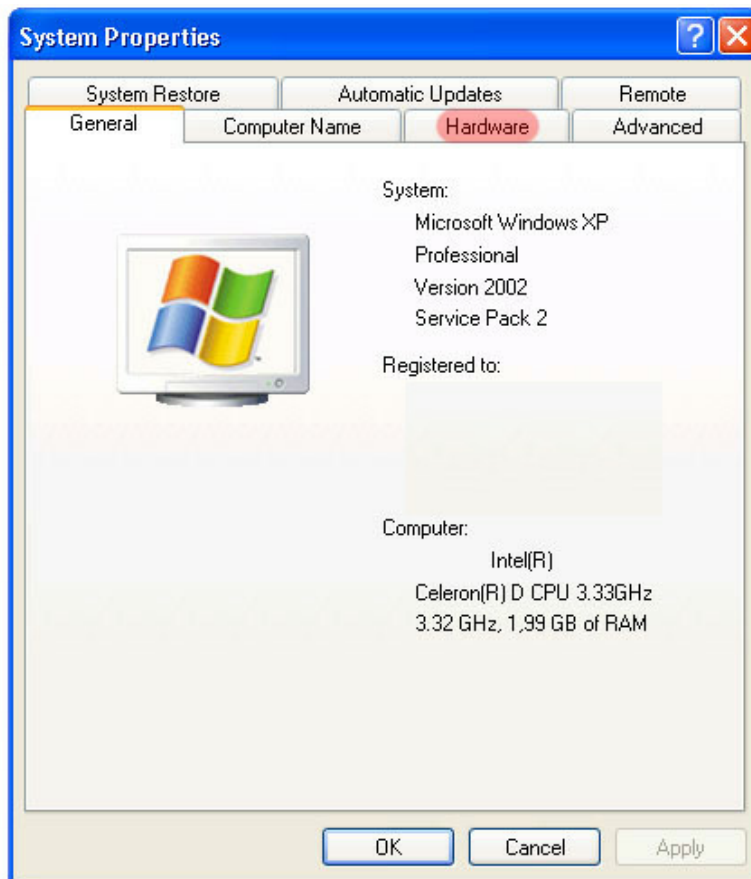 System Properties
System Restore Automatic Updates Remote
General Computer Name Hardware Advanced
System:
Microsoft Windows XP
Professional
Version 2002
Service Pack 2
Registered to:
Computer:
Intel(R)
Celeron(R) D CPU 3.33GHz
3.32 GHz, 1,99 GB of RAM
OK Cancel Apply